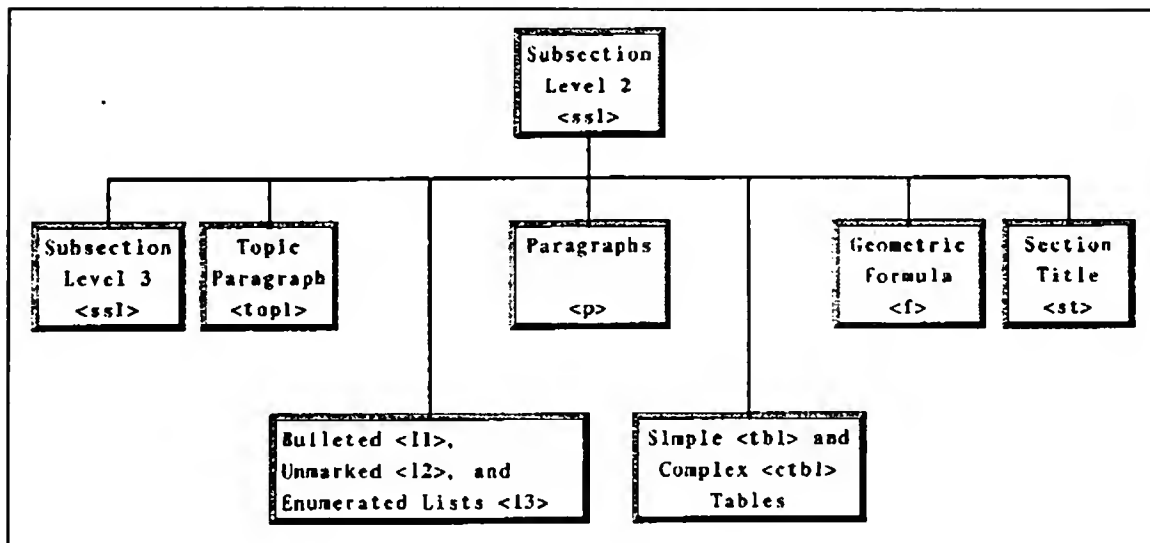 Subsection
Level 2
<ssl>
Subsection
Level 3
<ssl>
Topic
Paragraph
<topl>
Paragraphs
<p>
Geometric
Formula
<f>
Section
Title
<st>
Bulleted <l1>,
Unmarked <l2>, and
Enumerated Lists <l3>
Simple <tbl> and
Complex <ctbl>
Tables